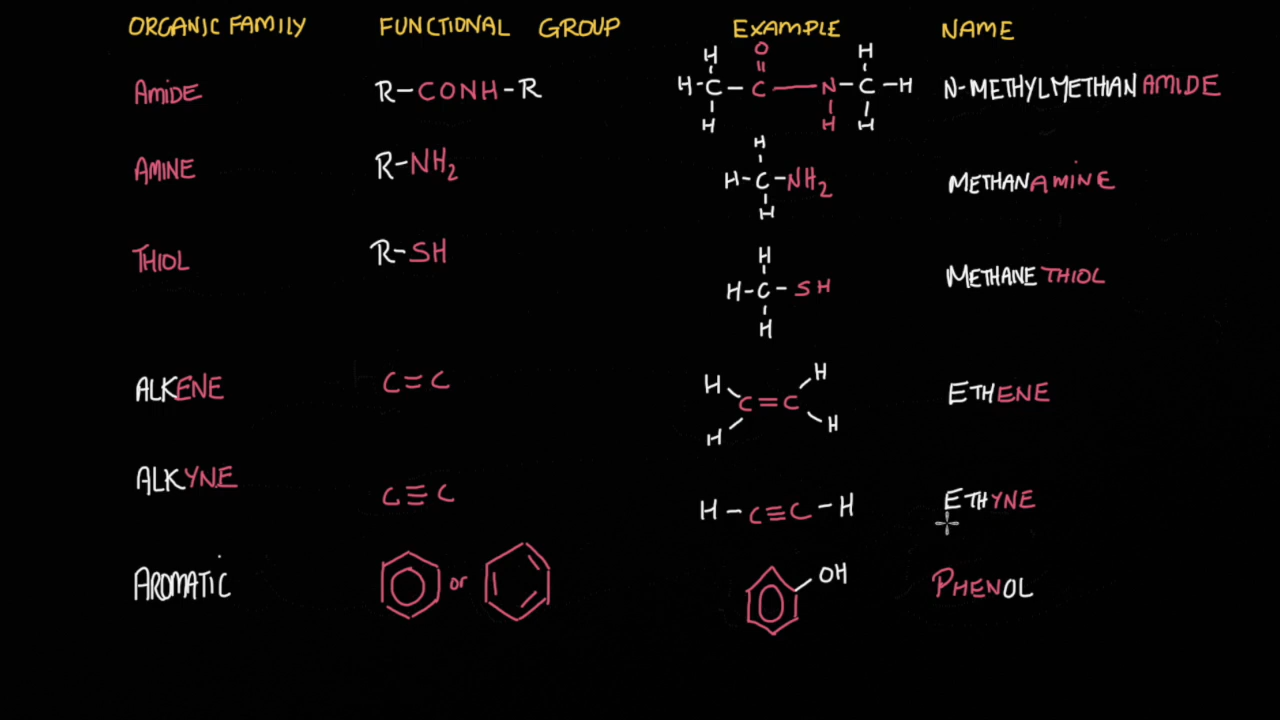 ORGANIC FAMILY FUNCTIONAL GROUP EXAMPLE NAME
AMIDE R-CONH-R H H-C-C-N-C-H O H H H H N-METHYLMETHANAMIDE
AMINE R-NH2 H H-C-NH2 H METHANAMINE
THIOL R-SH H H-C-SH H METHANETHIOL
ALKENE C=C H H C=C H H ETHENE
ALKYNE C≡C H-C≡C-H ETHYNE
AROMATIC or OH PHENOL